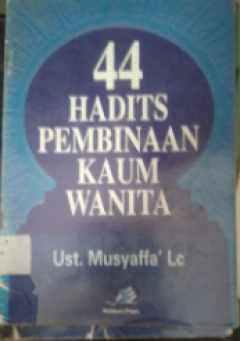 44
HADITS
PEMBINAAN
KAUM
WANITA
Ust. Musyaffa' Lc